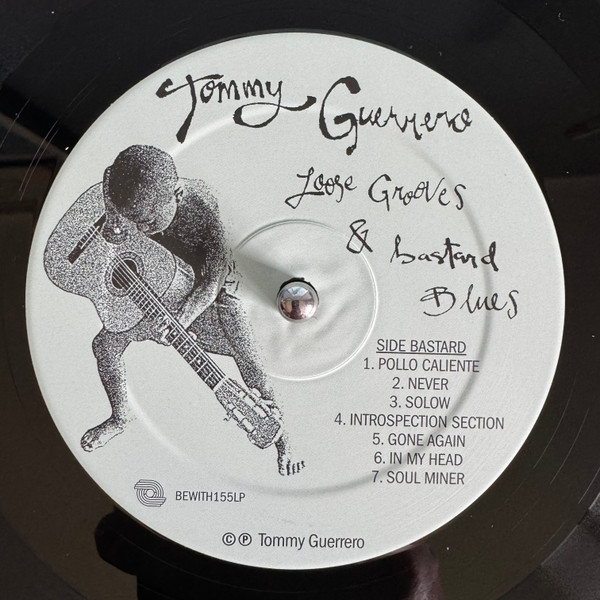 Tommy Guerrero
Loose Grooves
& bastard
Blues
SIDE BASTARD
1. POLLO CALIENTE
2. NEVER
3. SOLOW
4. INTROSPECTION SECTION
5. GONE AGAIN
6. IN MY HEAD
7. SOUL MINER
BEWITH155LP
© ℗ Tommy Guerrero